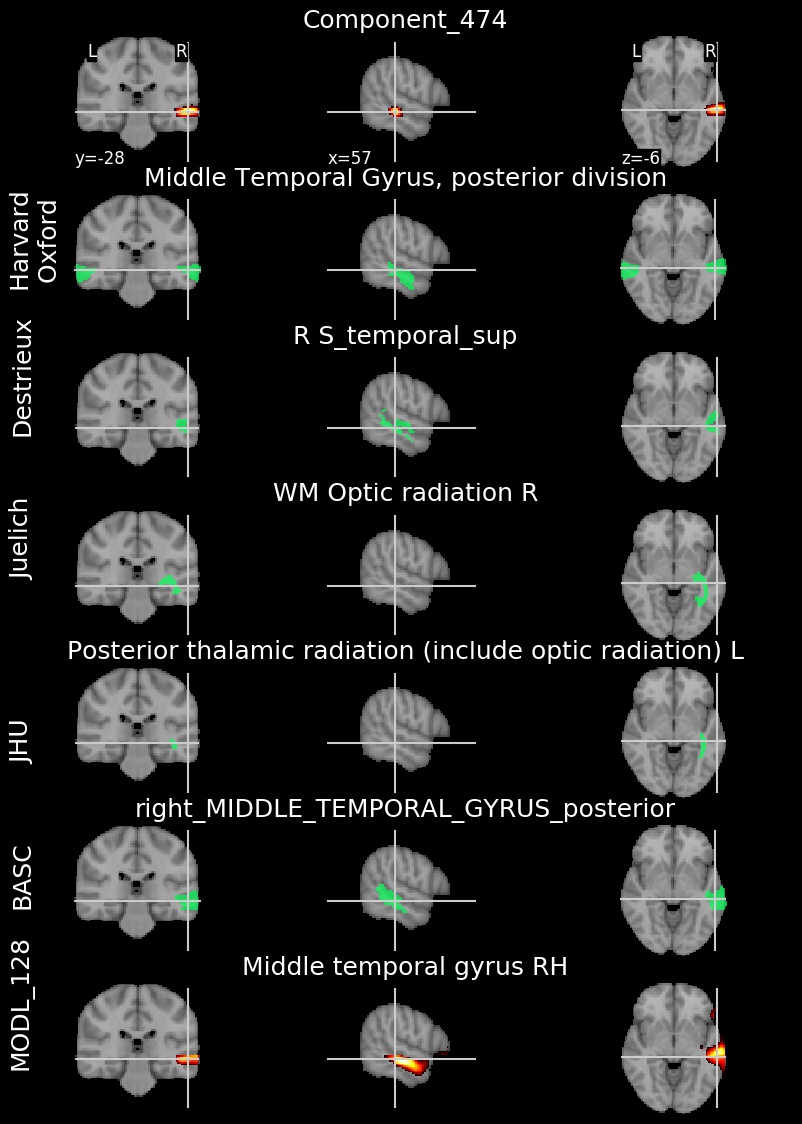 Component_474
L R L R
y=-28 x=57 z=-6
Middle Temporal Gyrus, posterior division
Harvard
Oxford
R S_temporal_sup
Destrieux
WM Optic radiation R
Juelich
Posterior thalamic radiation (include optic radiation) L
JHU
right_MIDDLE_TEMPORAL_GYRUS_posterior
BASC
Middle temporal gyrus RH
MODL_128